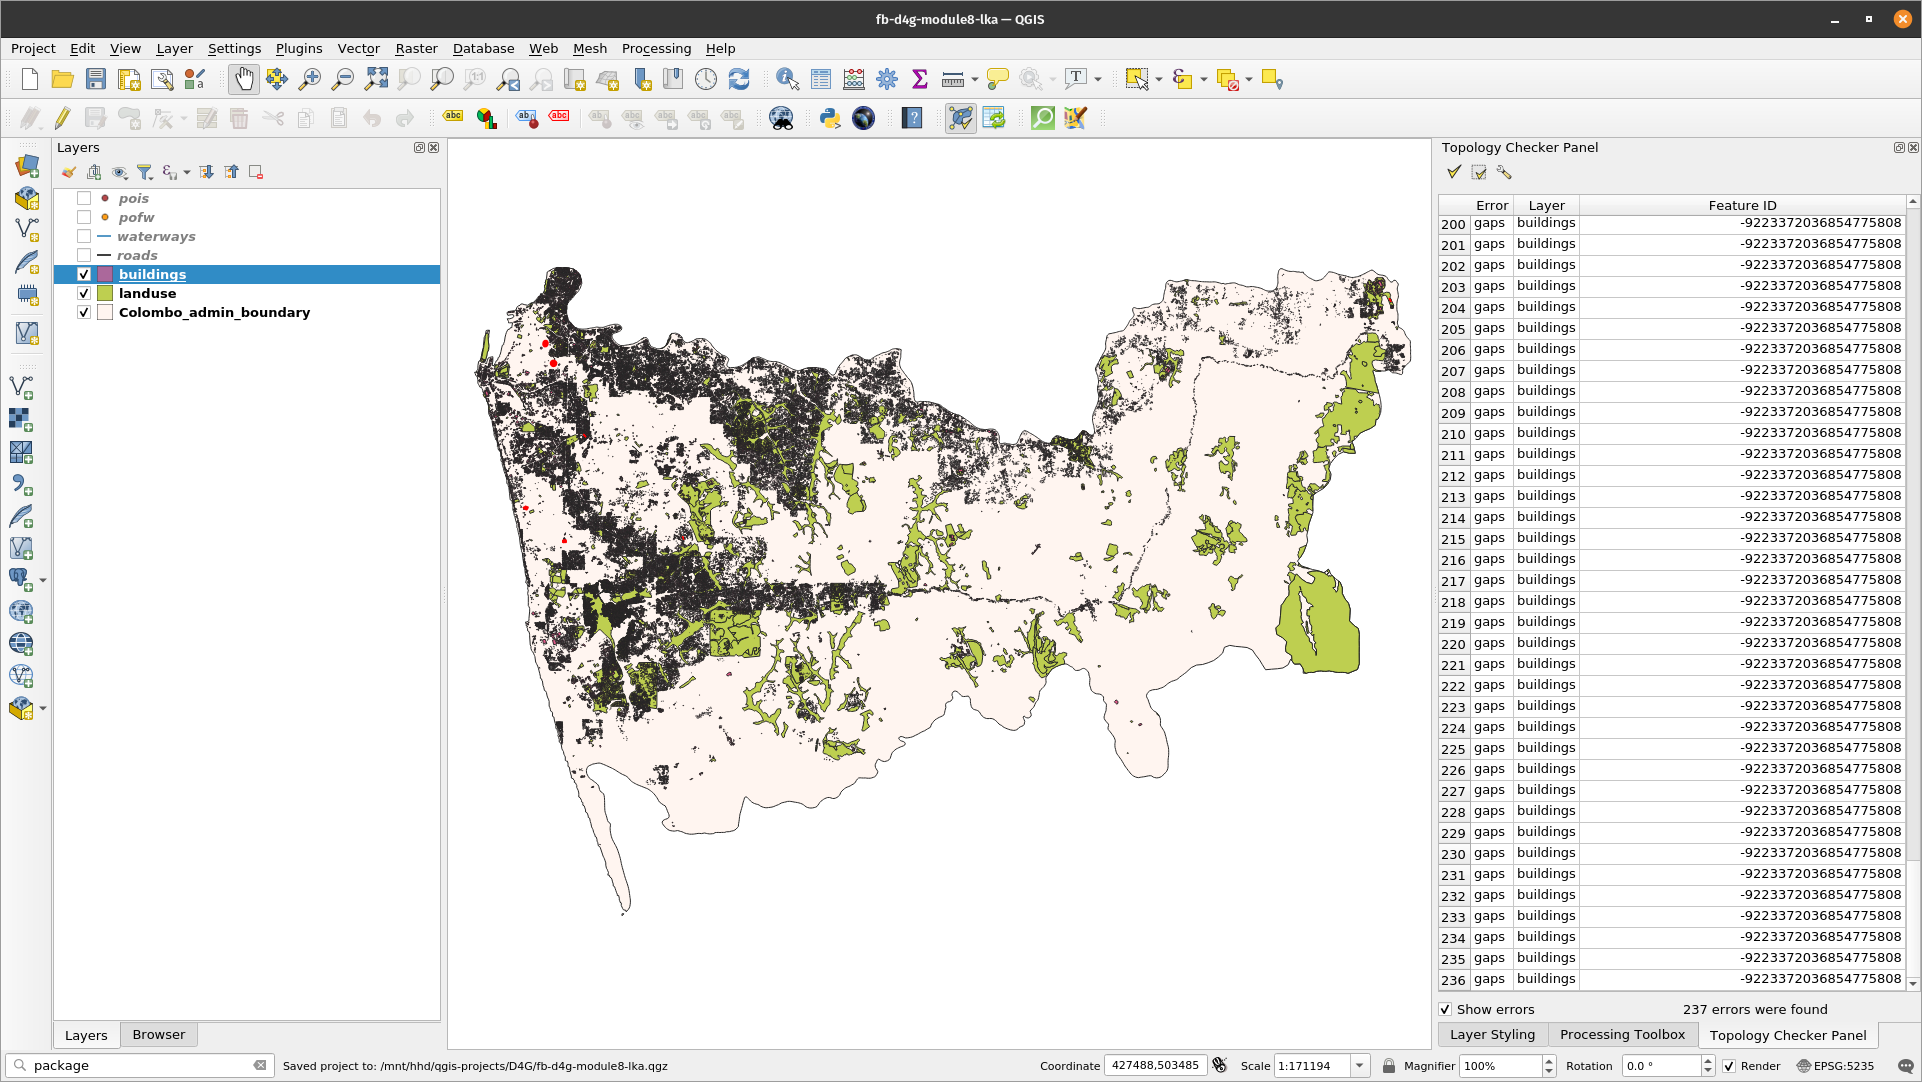 fb-d4g-module8-lka — QGIS
Project Edit View Layer Settings Plugins Vector Raster Database Web Mesh Processing Help
Layers
pois
pofw
waterways
roads
buildings
landuse
Colombo_admin_boundary
Layers Browser
Topology Checker Panel
Error Layer Feature ID
200 gaps buildings -9223372036854775808
201 gaps buildings -9223372036854775808
202 gaps buildings -9223372036854775808
203 gaps buildings -9223372036854775808
204 gaps buildings -9223372036854775808
205 gaps buildings -9223372036854775808
206 gaps buildings -9223372036854775808
207 gaps buildings -9223372036854775808
208 gaps buildings -9223372036854775808
209 gaps buildings -9223372036854775808
210 gaps buildings -9223372036854775808
211 gaps buildings -9223372036854775808
212 gaps buildings -9223372036854775808
213 gaps buildings -9223372036854775808
214 gaps buildings -9223372036854775808
215 gaps buildings -9223372036854775808
216 gaps buildings -9223372036854775808
217 gaps buildings -9223372036854775808
218 gaps buildings -9223372036854775808
219 gaps buildings -9223372036854775808
220 gaps buildings -9223372036854775808
221 gaps buildings -9223372036854775808
222 gaps buildings -9223372036854775808
223 gaps buildings -9223372036854775808
224 gaps buildings -9223372036854775808
225 gaps buildings -9223372036854775808
226 gaps buildings -9223372036854775808
227 gaps buildings -9223372036854775808
228 gaps buildings -9223372036854775808
229 gaps buildings -9223372036854775808
230 gaps buildings -9223372036854775808
231 gaps buildings -9223372036854775808
232 gaps buildings -9223372036854775808
233 gaps buildings -9223372036854775808
234 gaps buildings -9223372036854775808
235 gaps buildings -9223372036854775808
236 gaps buildings -9223372036854775808
Show errors 237 errors were found
Layer Styling Processing Toolbox Topology Checker Panel
package Saved project to: /mnt/hhd/qgis-projects/D4G/fb-d4g-module8-lka.qgz Coordinate 427488,503485 Scale 1:171194 Magnifier 100% Rotation 0.0 ° Render EPSG:5235